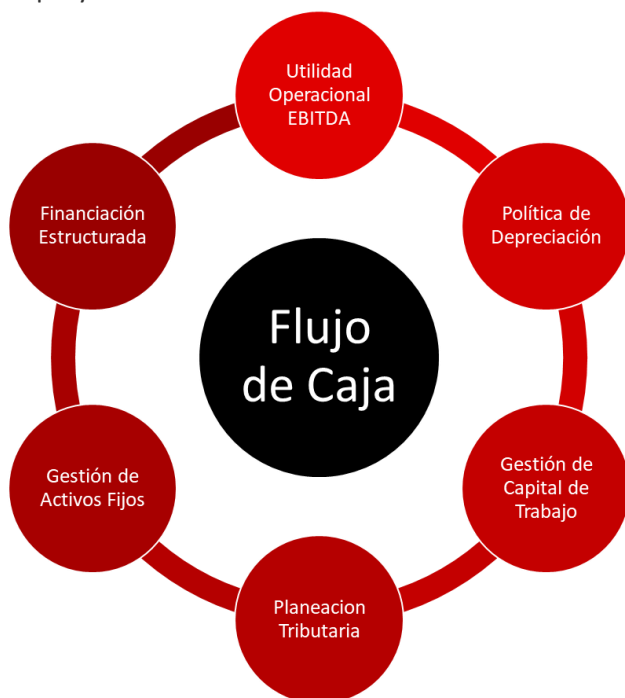 Utilidad
Operacional
EBITDA
Política de
Depreciación
Gestión de
Capital de
Trabajo
Planeacion
Tributaria
Gestión de
Activos Fijos
Financiación
Estructurada
Flujo
de Caja